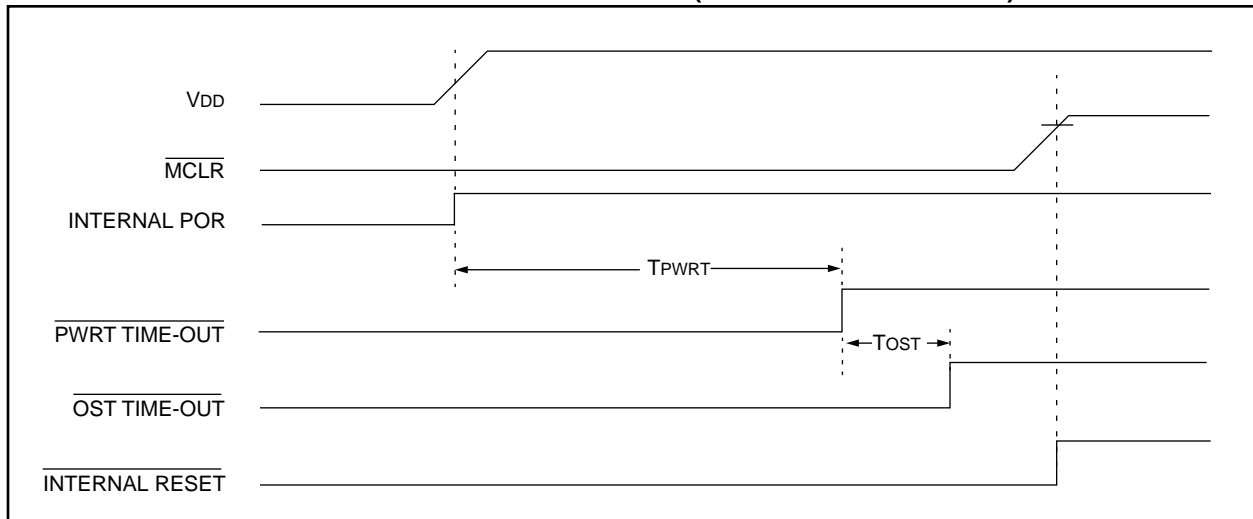 VDD
MCLR
INTERNAL POR
TPWRT
PWRT TIME-OUT
TOST
OST TIME-OUT
INTERNAL RESET